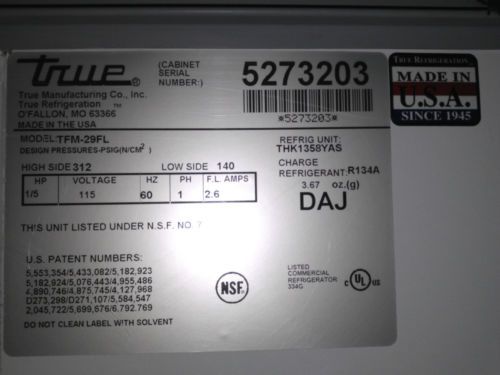 true®
True Manufacturing Co., Inc.
True Refrigeration ™
O'FALLON, MO 63366
MADE IN THE USA
(CABINET
SERIAL
NUMBER:)
5273203
*5273203*
TRUE REFRIGERATION
MADE IN
U.S.A.
SINCE 1945
MODEL: TFM-29FL
DESIGN PRESSURES-PSIG(N/CM²)
REFRIG UNIT:
THK1358YAS
HIGH SIDE 312 LOW SIDE 140
CHARGE
REFRIGERANT: R134A
3.67 oz.(g)
DAJ
HP VOLTAGE HZ PH F.L. AMPS
1/5 115 60 1 2.6
THIS UNIT LISTED UNDER N.S.F. NO. 7
U.S. PATENT NUMBERS:
5,553,354/5,433,082/5,182,923
5,182,924/5,076,443/4,955,486
4,890,746/4,875,745/4,127,968
D273,298/D271,107/5,584,547
2,045,722/5,699,676/6,792,769
DO NOT CLEAN LABEL WITH SOLVENT
NSF®
LISTED
COMMERCIAL
REFRIGERATOR
334G
C UL US